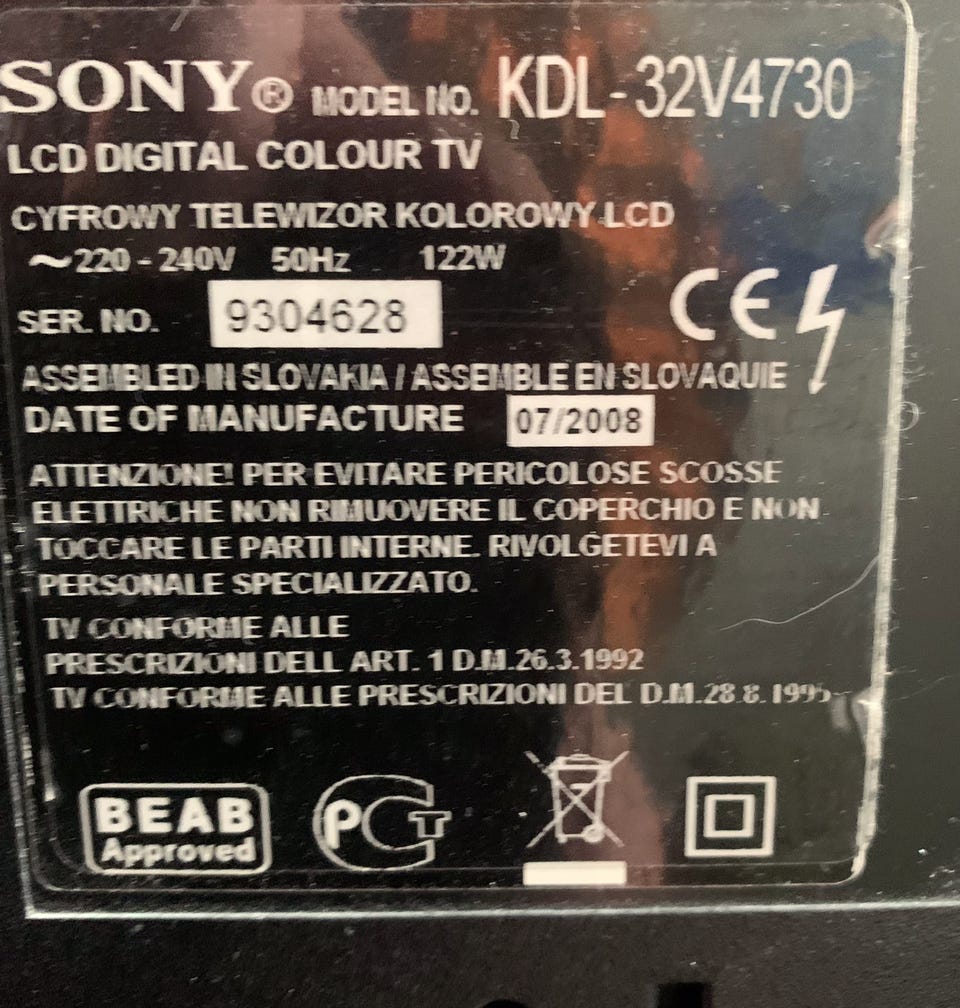 SONY® MODEL NO. KDL-32V4730
LCD DIGITAL COLOUR TV
CYFROWY TELEWIZOR KOLOROWY LCD
~220 - 240V 50Hz 122W
SER. NO. 9304628
CE
ASSEMBLED IN SLOVAKIA / ASSEMBLE EN SLOVAQUIE
DATE OF MANUFACTURE 07/2008
ATTENZIONE! PER EVITARE PERICOLOSE SCOSSE
ELETTRICHE NON RIMUOVERE IL COPERCHIO E NON
TOCCARE LE PARTI INTERNE. RIVOLGETEVI A
PERSONALE SPECIALIZZATO.
TV CONFORME ALLE
PRESCRIZIONI DELL ART. 1 D.M.26.3.1992
TV CONFORME ALLE PRESCRIZIONI DEL D.M.28.8.1995
BEAB
Approved
PCT